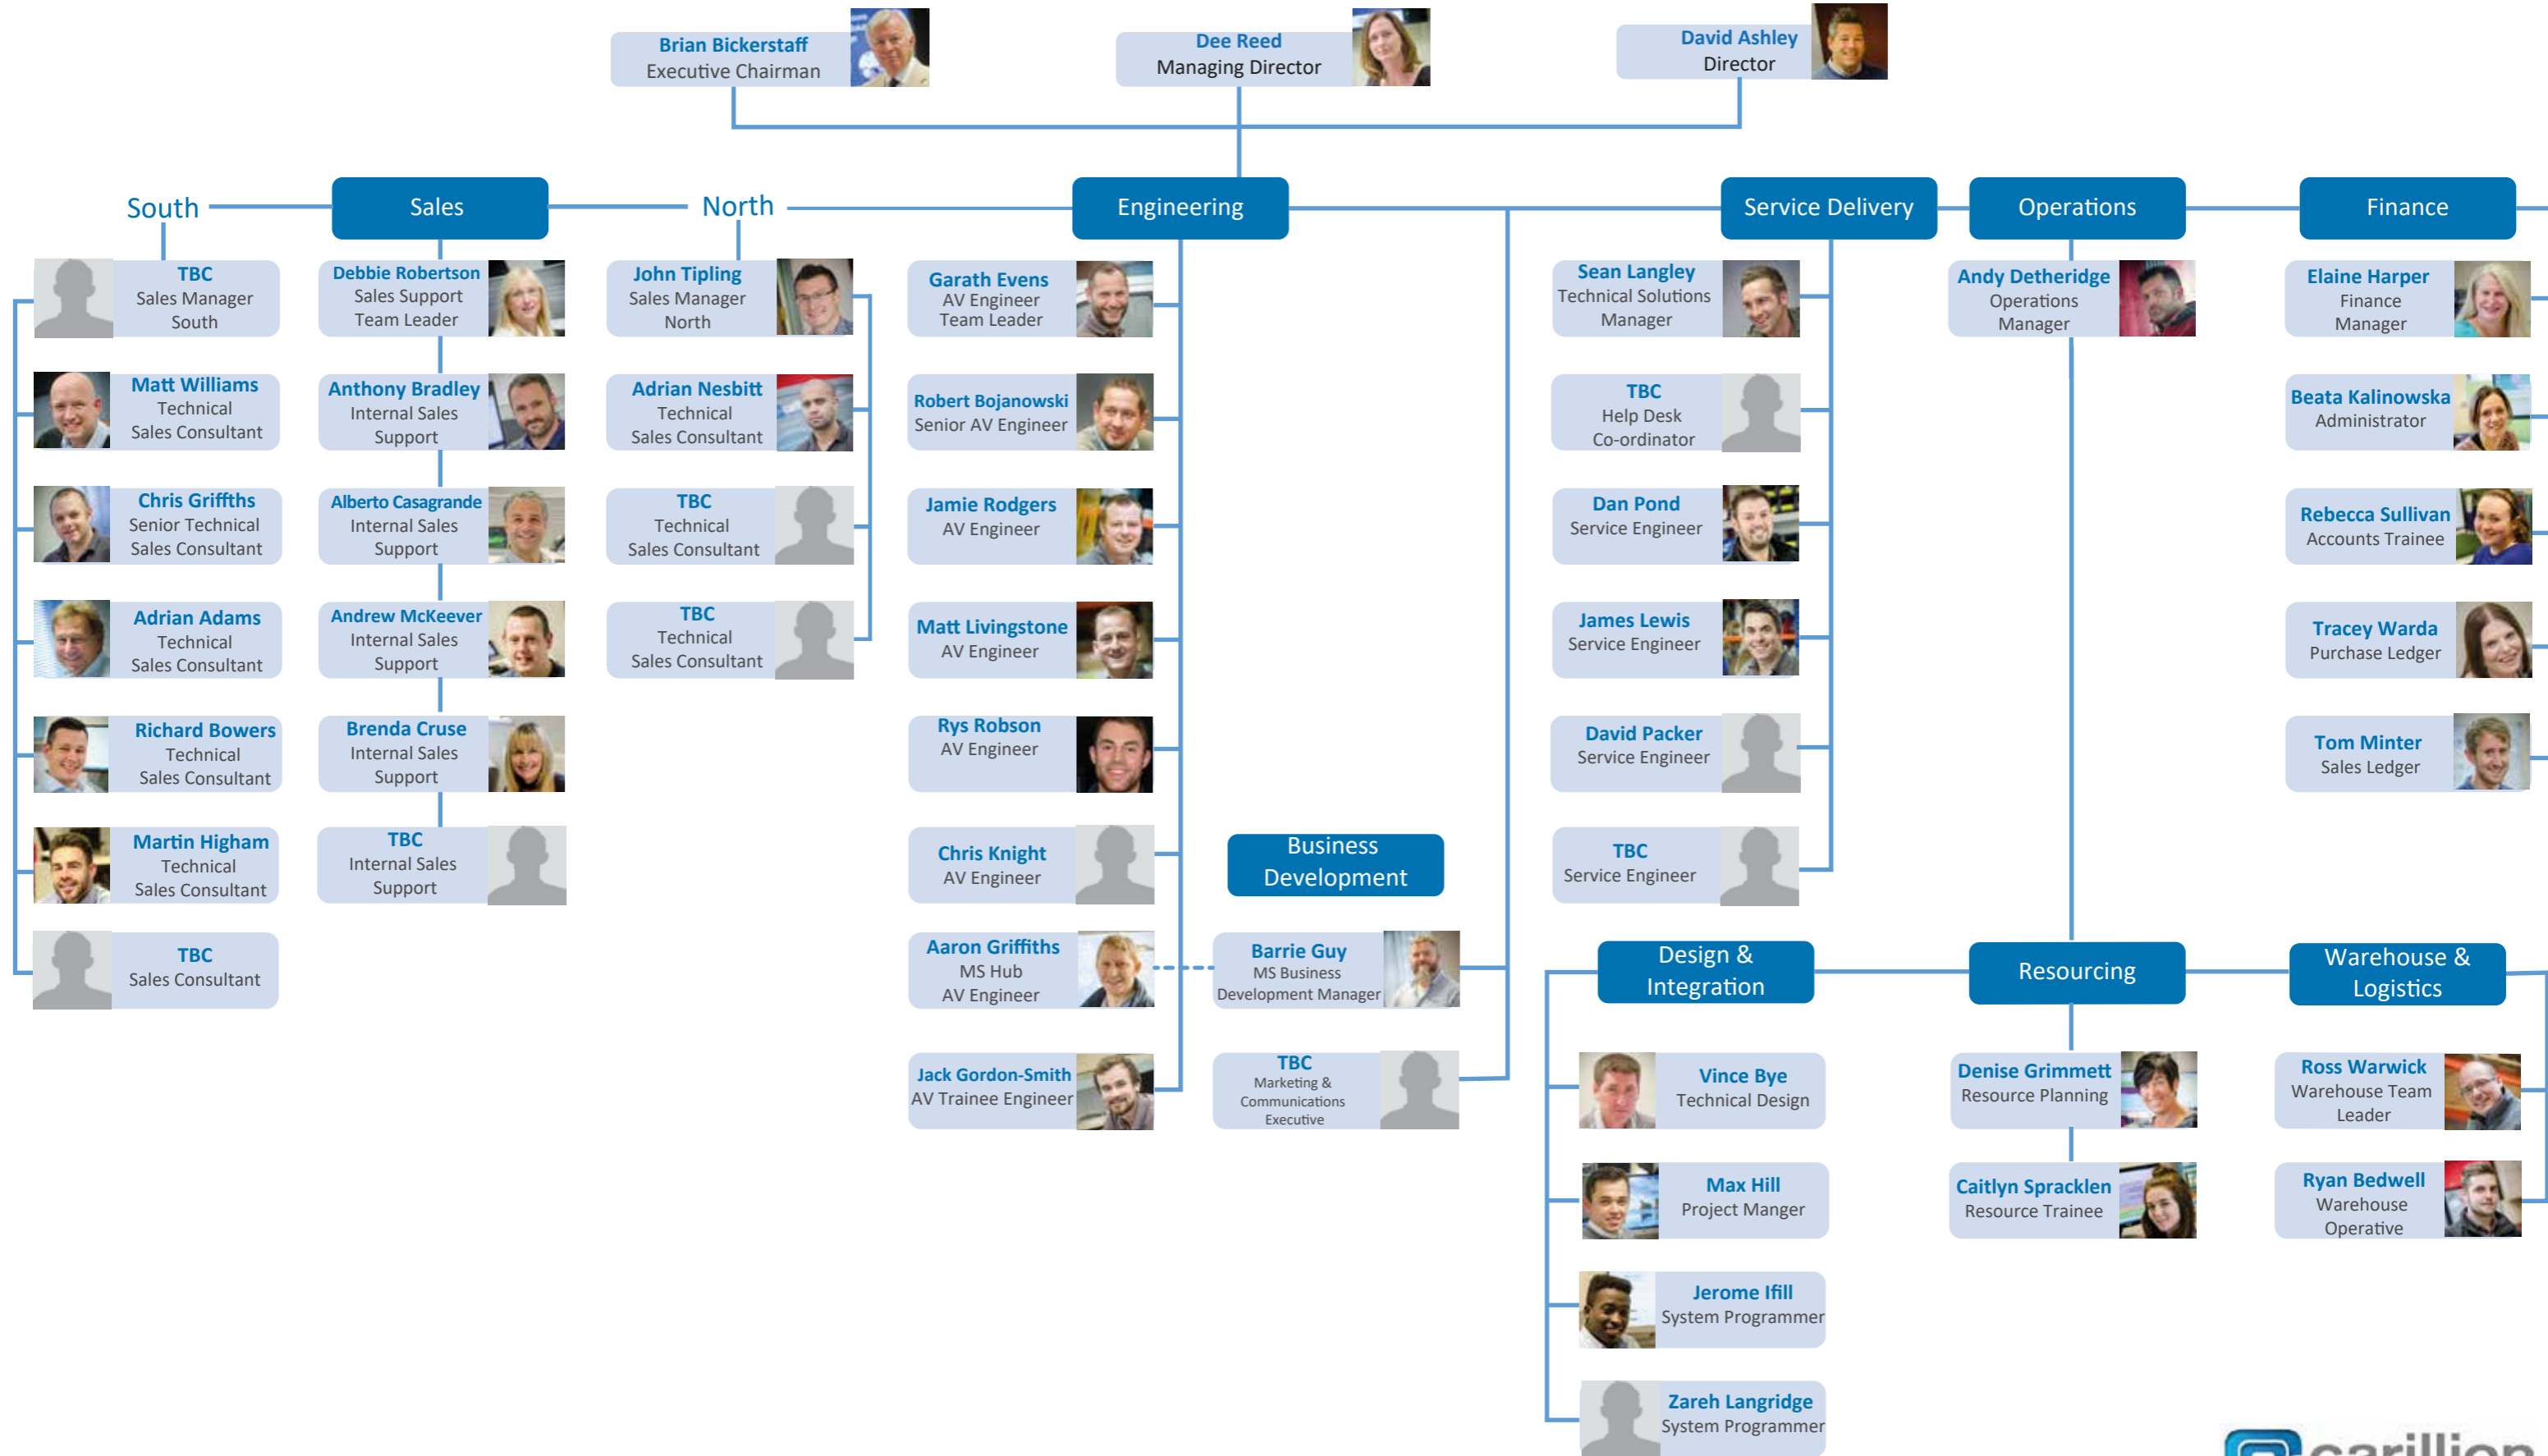 Brian Bickerstaff
Executive Chairman
Dee Reed
Managing Director
David Ashley
Director
South
Sales
North
Engineering
Service Delivery
Operations
Finance
TBC
Sales Manager
South
Matt Williams
Technical
Sales Consultant
Chris Griffths
Senior Technical
Sales Consultant
Adrian Adams
Technical
Sales Consultant
Richard Bowers
Technical
Sales Consultant
Martin Higham
Technical
Sales Consultant
TBC
Sales Consultant
Debbie Robertson
Sales Support
Team Leader
Anthony Bradley
Internal Sales
Support
Alberto Casagrande
Internal Sales
Support
Andrew McKeever
Internal Sales
Support
Brenda Cruse
Internal Sales
Support
TBC
Internal Sales
Support
John Tipling
Sales Manager
North
Adrian Nesbitt
Technical
Sales Consultant
TBC
Technical
Sales Consultant
TBC
Technical
Sales Consultant
Garath Evens
AV Engineer
Team Leader
Robert Bojanowski
Senior AV Engineer
Jamie Rodgers
AV Engineer
Matt Livingstone
AV Engineer
Rys Robson
AV Engineer
Chris Knight
AV Engineer
Aaron Griffiths
MS Hub
AV Engineer
Jack Gordon-Smith
AV Trainee Engineer
Business
Development
Barrie Guy
MS Business
Development Manager
TBC
Marketing &
Communications
Executive
Sean Langley
Technical Solutions
Manager
TBC
Help Desk
Co-ordinator
Dan Pond
Service Engineer
James Lewis
Service Engineer
David Packer
Service Engineer
TBC
Service Engineer
Andy Detheridge
Operations
Manager
Elaine Harper
Finance
Manager
Beata Kalinowska
Administrator
Rebecca Sullivan
Accounts Trainee
Tracey Warda
Purchase Ledger
Tom Minter
Sales Ledger
Design &
Integration
Resourcing
Warehouse &
Logistics
Vince Bye
Technical Design
Max Hill
Project Manger
Jerome Ifill
System Programmer
Zareh Langridge
System Programmer
Denise Grimmett
Resource Planning
Caitlyn Spracklen
Resource Trainee
Ross Warwick
Warehouse Team
Leader
Ryan Bedwell
Warehouse
Operative
carillion